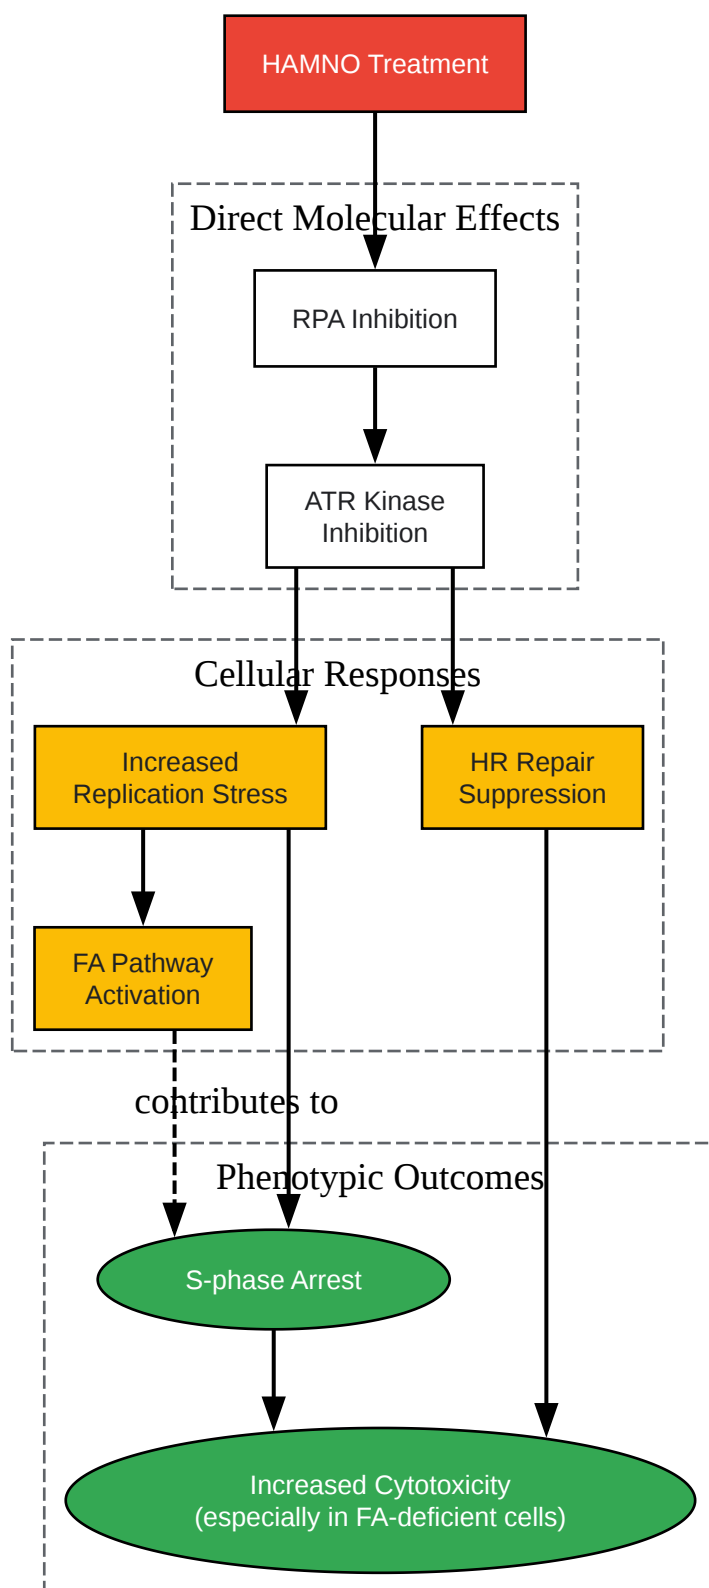 HAMNO Treatment
Direct Molecular Effects
RPA Inhibition
ATR Kinase
Inhibition
Cellular Responses
Increased
Replication Stress
HR Repair
Suppression
FA Pathway
Activation
contributes to
Phenotypic Outcomes
S-phase Arrest
Increased Cytotoxicity
(especially in FA-deficient cells)